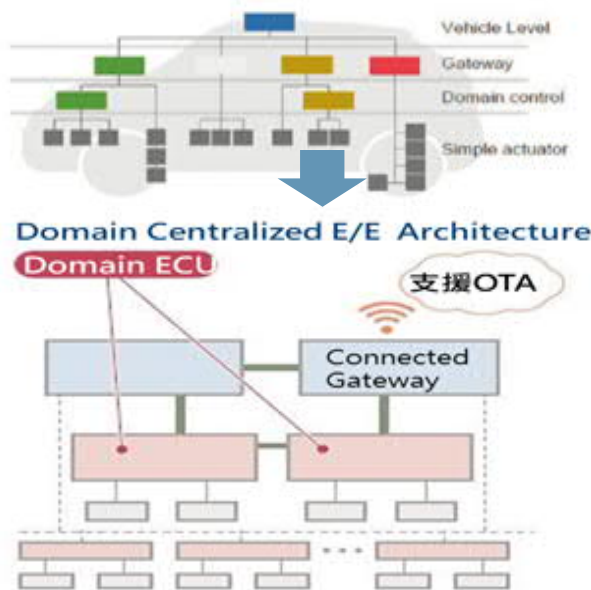 Vehicle Level
Gateway
Domain control
Simple actuator
Domain Centralized E/E Architecture
Domain ECU
支援OTA
Connected
Gateway